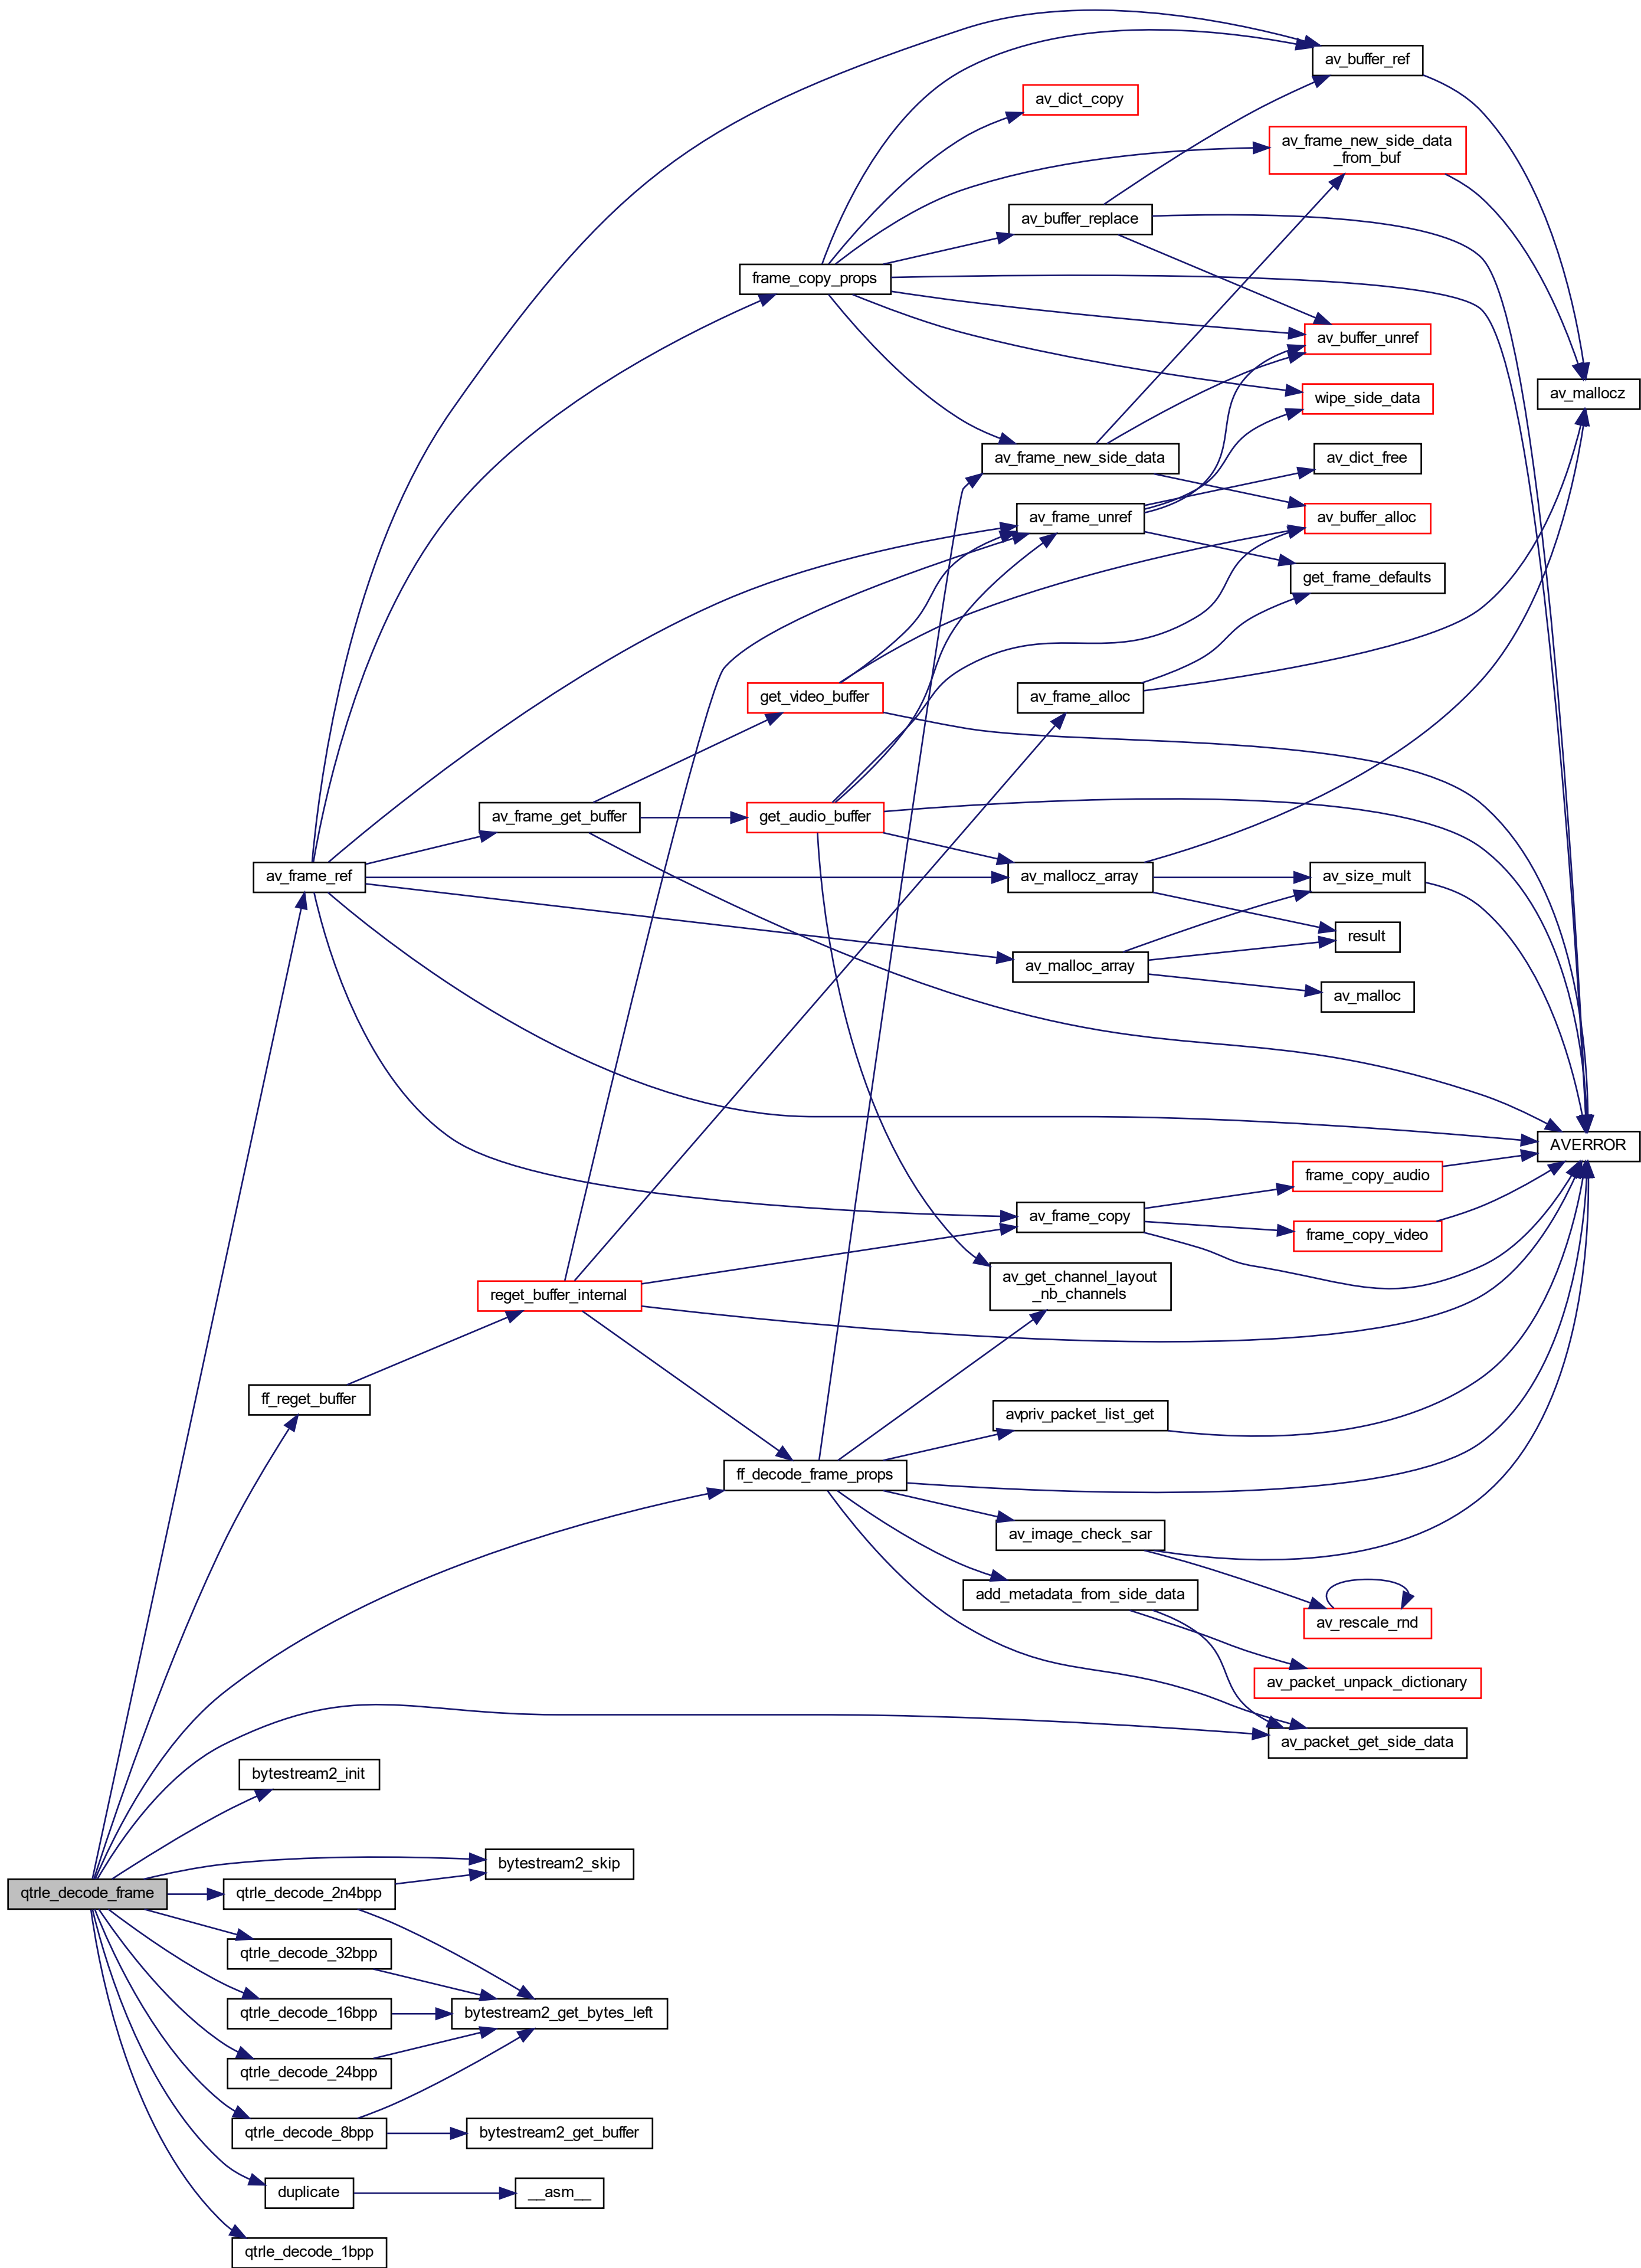 av_buffer_ref
av_dict_copy
av_frame_new_side_data
_from_buf
av_buffer_replace
frame_copy_props
av_buffer_unref
av_mallocz
wipe_side_data
av_frame_new_side_data
av_dict_free
av_frame_unref
av_buffer_alloc
get_frame_defaults
get_video_buffer
av_frame_alloc
av_frame_get_buffer
get_audio_buffer
av_frame_ref
av_mallocz_array
av_size_mult
result
av_malloc_array
av_malloc
AVERROR
frame_copy_audio
av_frame_copy
frame_copy_video
av_get_channel_layout
_nb_channels
reget_buffer_internal
ff_reget_buffer
avpriv_packet_list_get
ff_decode_frame_props
av_image_check_sar
add_metadata_from_side_data
av_rescale_rnd
av_packet_unpack_dictionary
av_packet_get_side_data
bytestream2_init
bytestream2_skip
qtrle_decode_frame
qtrle_decode_2n4bpp
qtrle_decode_32bpp
qtrle_decode_16bpp
bytestream2_get_bytes_left
qtrle_decode_24bpp
qtrle_decode_8bpp
bytestream2_get_buffer
duplicate
__asm__
qtrle_decode_1bpp